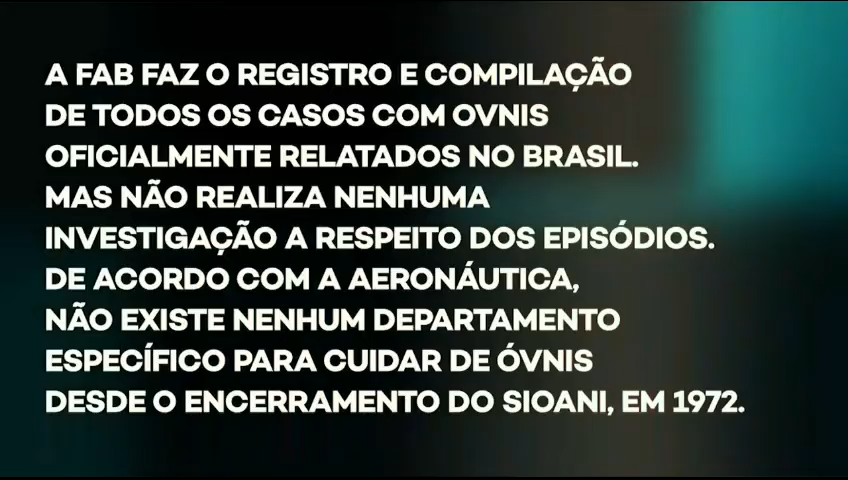 A FAB FAZ O REGISTRO E COMPILAÇÃO
DE TODOS OS CASOS COM OVNIS
OFICIALMENTE RELATADOS NO BRASIL.
MAS NÃO REALIZA NENHUMA
INVESTIGAÇÃO A RESPEITO DOS EPISÓDIOS.
DE ACORDO COM A AERONÁUTICA,
NÃO EXISTE NENHUM DEPARTAMENTO
ESPECÍFICO PARA CUIDAR DE ÓVNIS
DESDE O ENCERRAMENTO DO SIOANI, EM 1972.